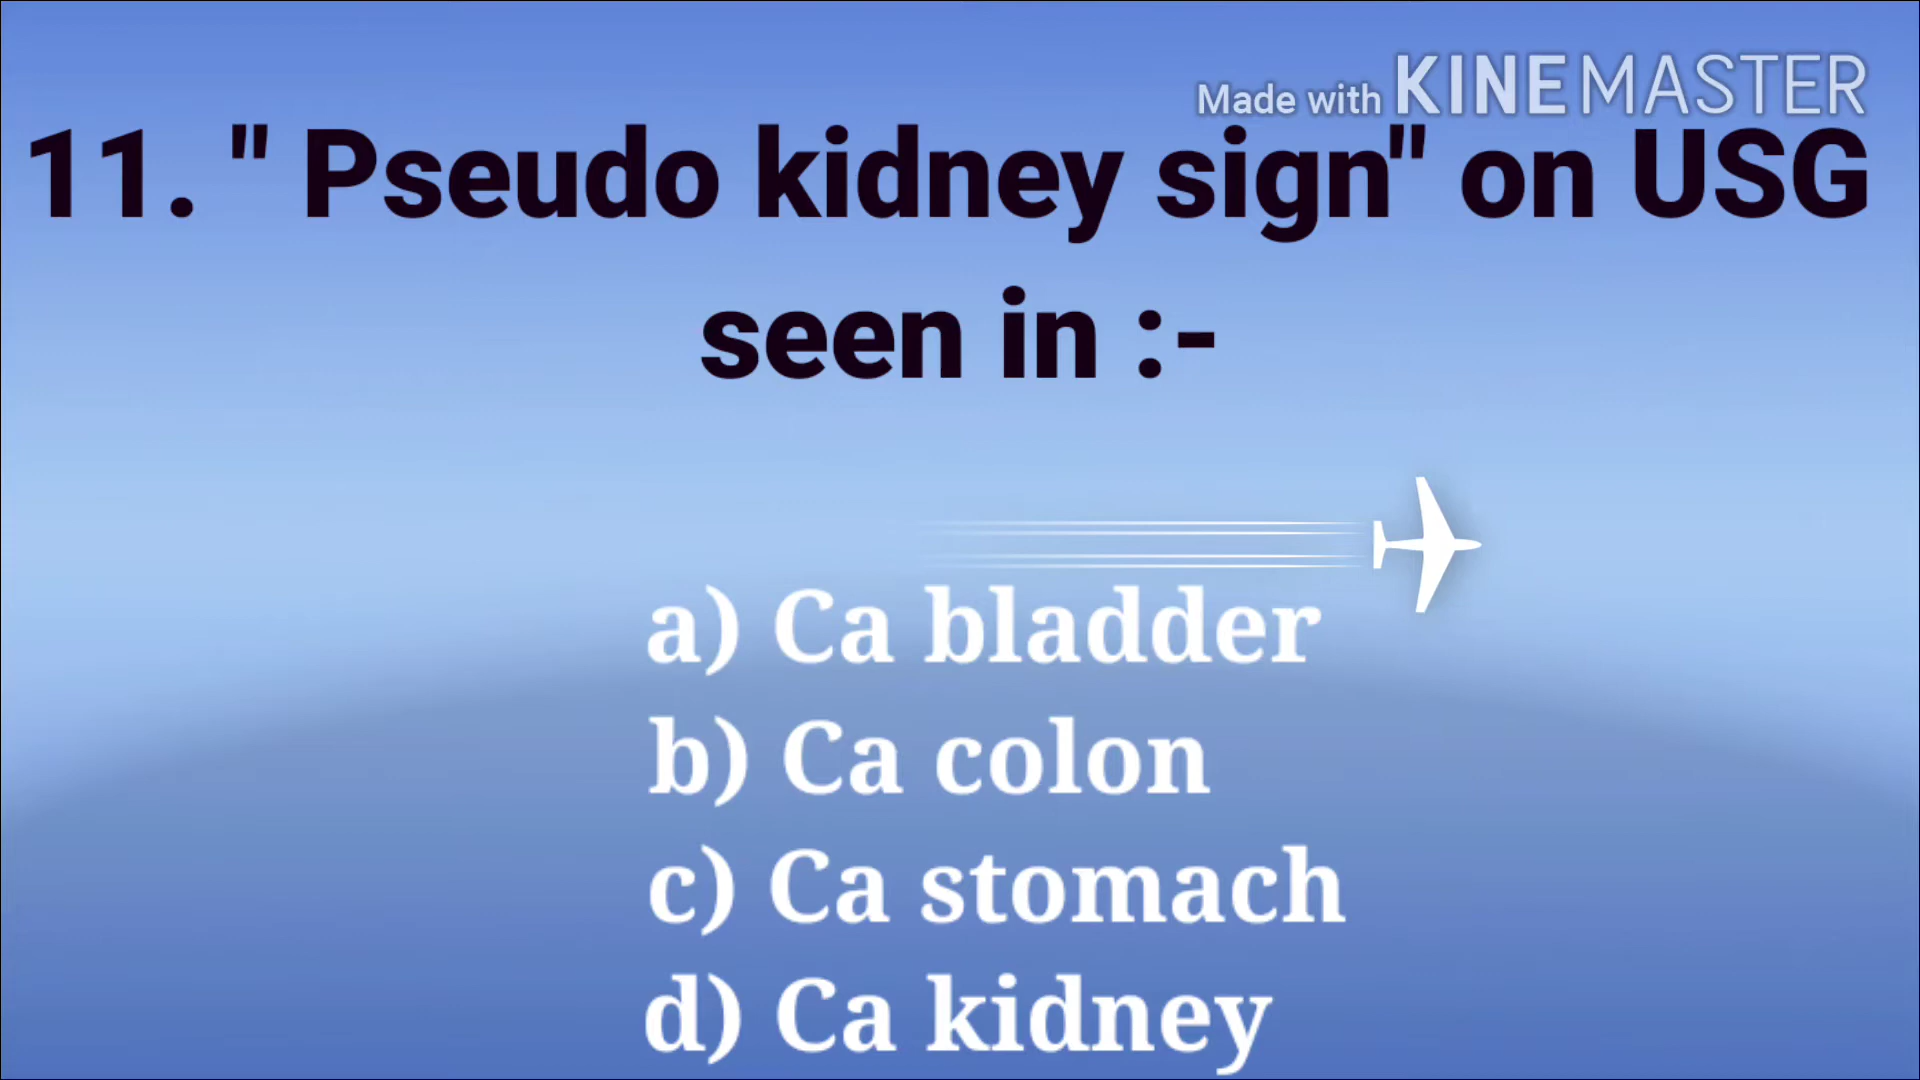 Made with KINEMASTER
11. " Pseudo kidney sign" on USG
seen in :-
a) Ca bladder
b) Ca colon
c) Ca stomach
d) Ca kidney